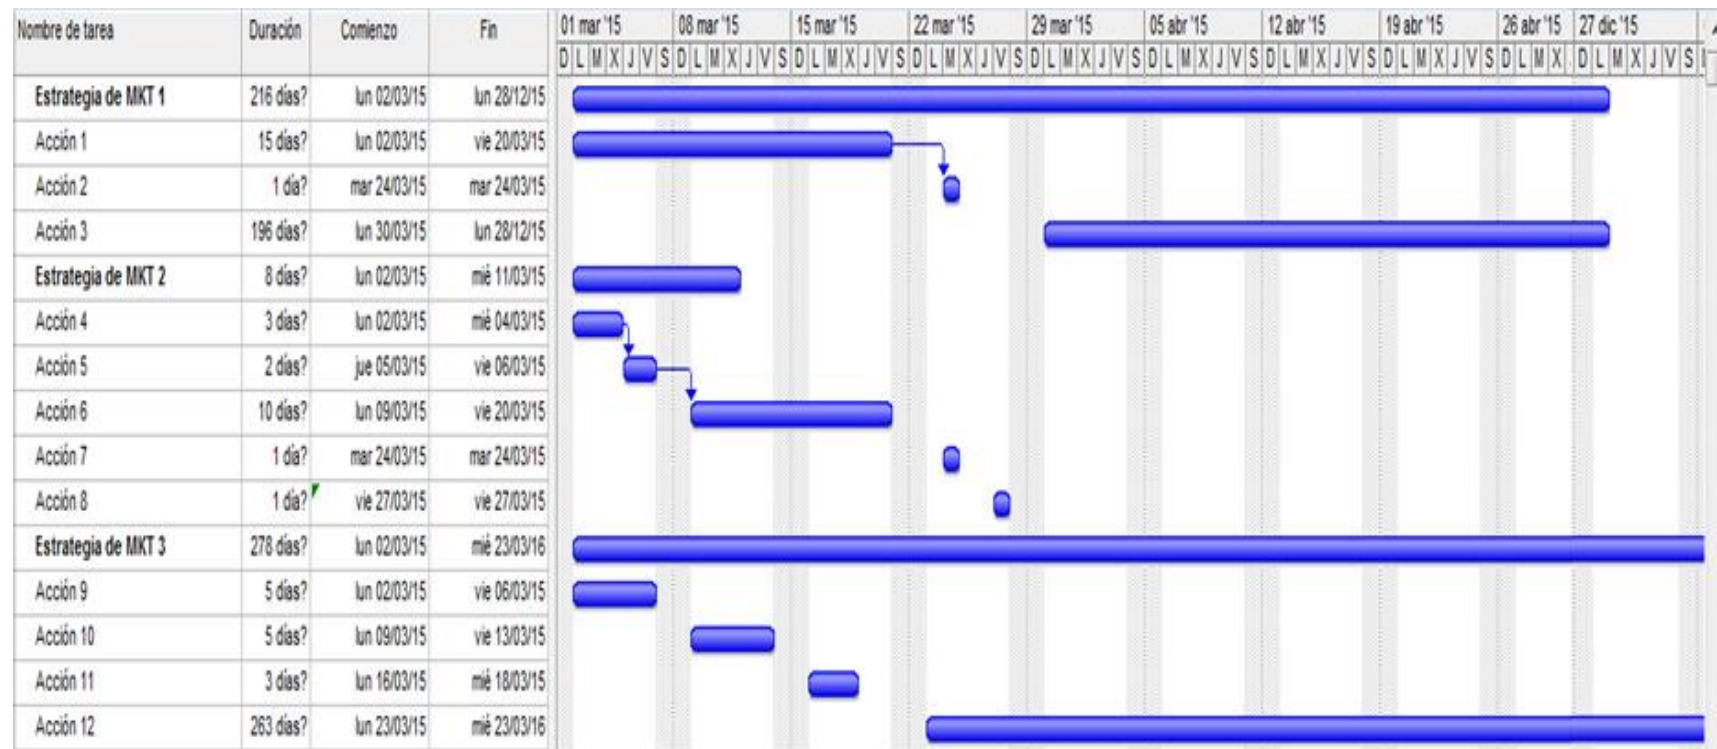 Nombre de tarea Duración Comienzo Fin 01 mar '15 08 mar '15 15 mar '15 22 mar '15 29 mar '15 05 abr '15 12 abr '15 19 abr '15 26 abr '15 27 dic '15
D L M X J V S D L M X J V S D L M X J V S D L M X J V S D L M X J V S D L M X J V S D L M X J V S D L M X J V S D L M X D L M X J V S
Estrategia de MKT 1 216 días? lun 02/03/15 lun 28/12/15
Acción 1 15 días? lun 02/03/15 vie 20/03/15
Acción 2 1 día? mar 24/03/15 mar 24/03/15
Acción 3 196 días? lun 30/03/15 lun 28/12/15
Estrategia de MKT 2 8 días? lun 02/03/15 mié 11/03/15
Acción 4 3 días? lun 02/03/15 mié 04/03/15
Acción 5 2 días? jue 05/03/15 vie 06/03/15
Acción 6 10 días? lun 09/03/15 vie 20/03/15
Acción 7 1 día? mar 24/03/15 mar 24/03/15
Acción 8 1 día? vie 27/03/15 vie 27/03/15
Estrategia de MKT 3 278 días? lun 02/03/15 mié 23/03/16
Acción 9 5 días? lun 02/03/15 vie 06/03/15
Acción 10 5 días? lun 09/03/15 vie 13/03/15
Acción 11 3 días? lun 16/03/15 mié 18/03/15
Acción 12 263 días? lun 23/03/15 mié 23/03/16